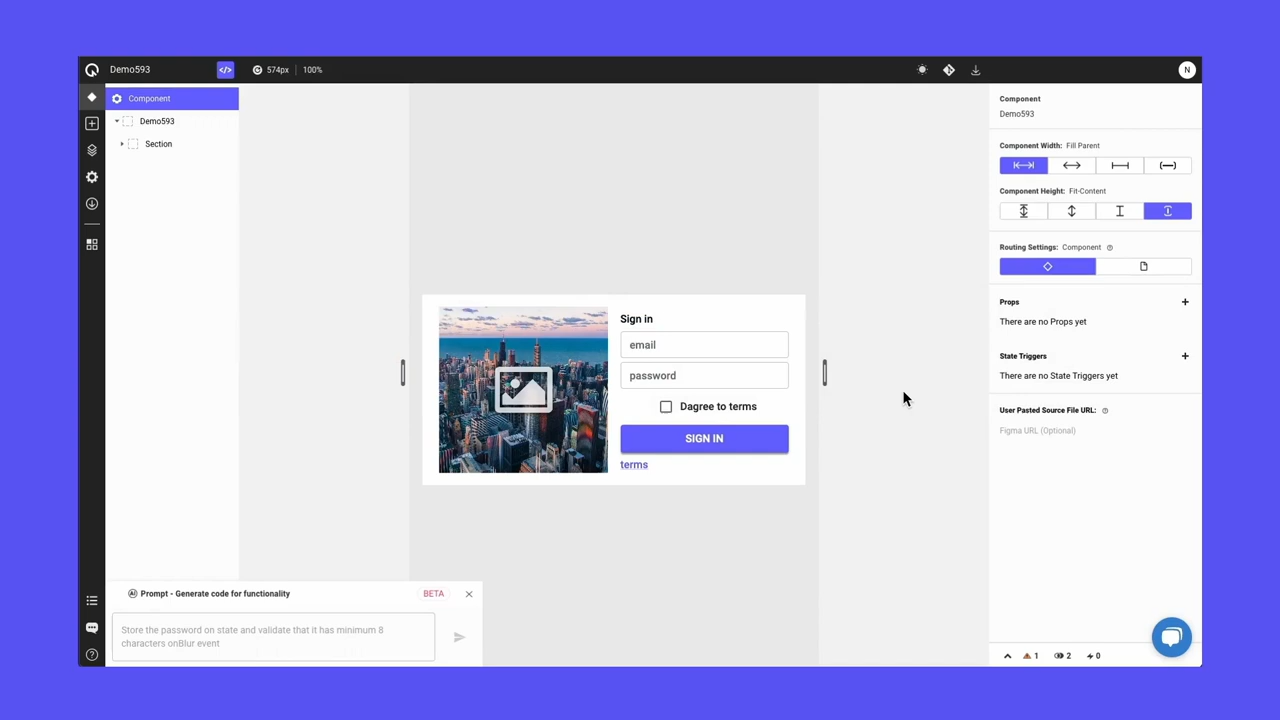 Demo593
</>
574px
100%
N
Component
Demo593
Section
Sign in
email
password
Dagree to terms
SIGN IN
terms
Prompt - Generate code for functionality
BETA
Store the password on state and validate that it has minimum 8
characters onBlur event
Component
Demo593
Component Width: Fill Parent
Component Height: Fit-Content
Routing Settings: Component
Props
There are no Props yet
State Triggers
There are no State Triggers yet
User Pasted Source File URL:
Figma URL (Optional)
1 2 0